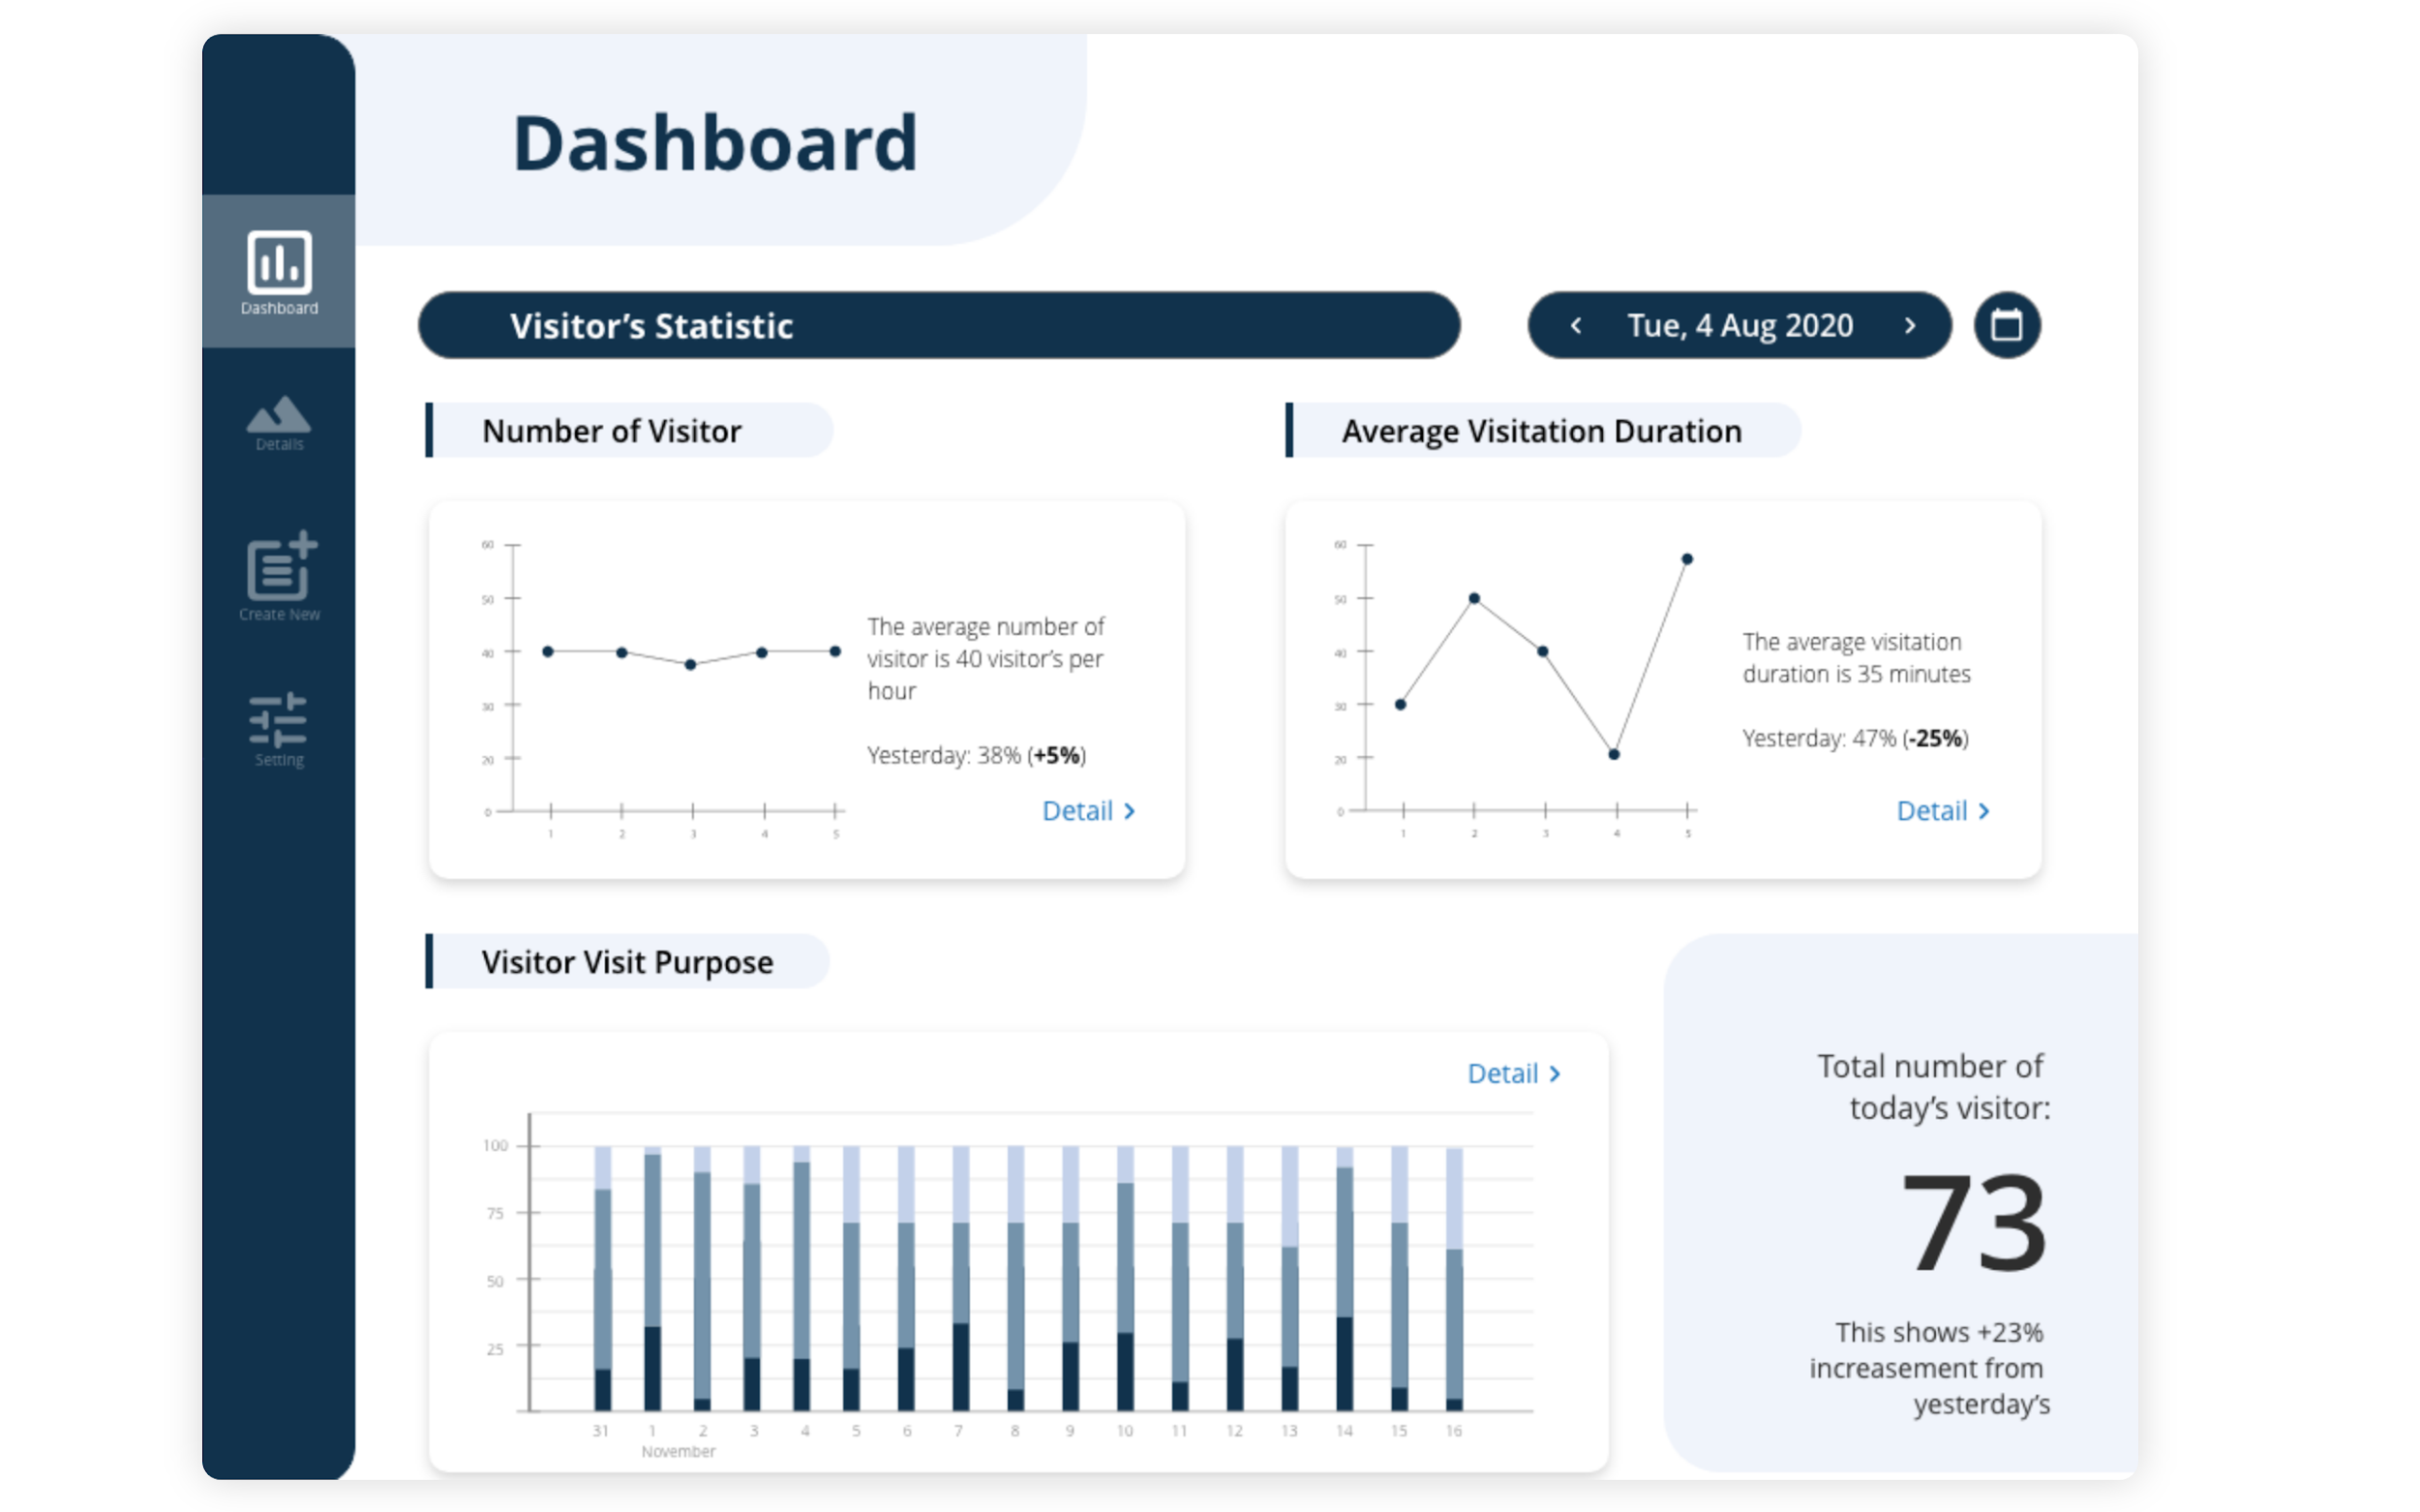 Dashboard
Dashboard
Details
Create New
Setting
Visitor's Statistic
Tue, 4 Aug 2020
Number of Visitor
60
50
40
30
20
0
1 2 3 4 5
The average number of
visitor is 40 visitor's per
hour
Yesterday: 38% (+5%)
Detail
Average Visitation Duration
60
50
40
30
20
0
1 2 3 4 5
The average visitation
duration is 35 minutes
Yesterday: 47% (-25%)
Detail
Visitor Visit Purpose
Detail
100
75
50
25
31 1 2 3 4 5 6 7 8 9 10 11 12 13 14 15 16
November
Total number of
today's visitor:
73
This shows +23%
increasement from
yesterday's